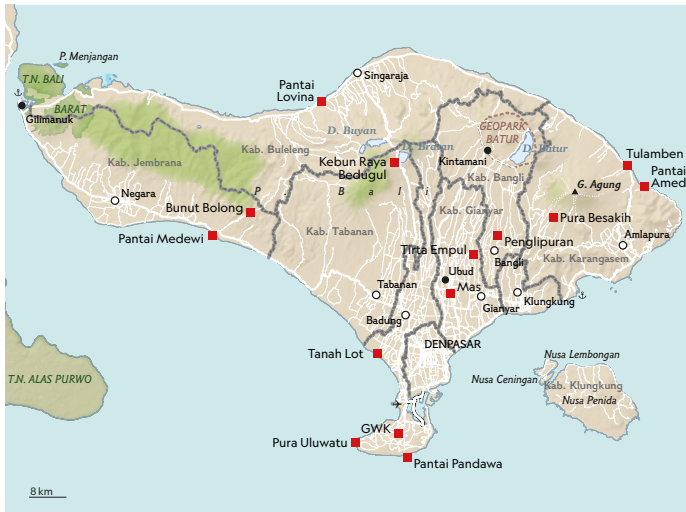 P. Menjangan
T.N. BALI
BARAT
Gilimanuk
Singaraja
Pantai
Lovina
D. Buyan
D. Bratan
GEOPARK
BATUR
D. Batur
Kab. Buleleng
Kab. Jembrana
Kebun Raya
Bedugul
Kintamani
Tulamben
Pantai
Amed
Kab. Bangli
G. Agung
P. Bali
Negara
Bunut Bolong
Kab. Gianyar
Pura Besakih
Pantai Medewi
Kab. Tabanan
Tirta Empul
Penglipuran
Amlapura
Bangli
Kab. Karangasem
Ubud
Tabanan
Mas
Gianyar
Klungkung
Badung
DENPASAR
Tanah Lot
Nusa Lembongan
T.N. ALAS PURWO
Nusa Ceningan
Kab. Klungkung
Nusa Penida
GWK
Pura Uluwatu
Pantai Pandawa
8 km